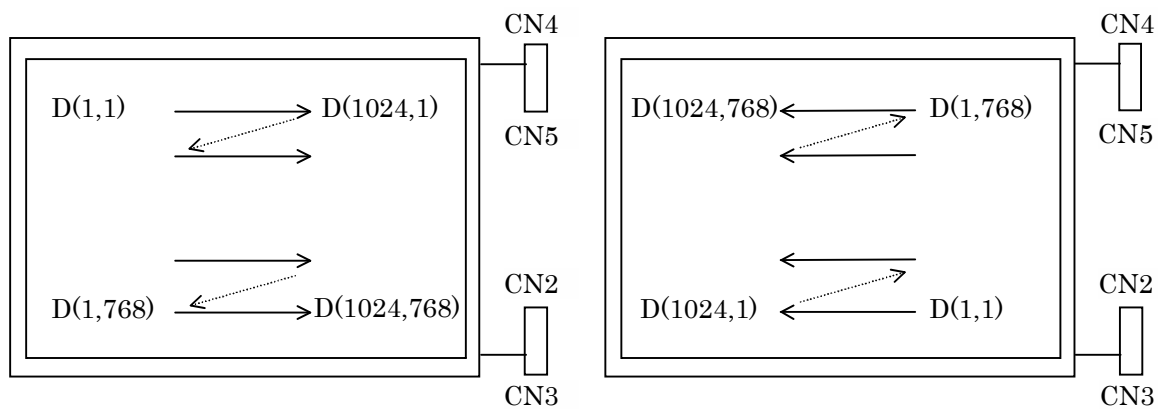 CN4
D(1,1) D(1024,1)
CN5
CN2
D(1,768) D(1024,768)
CN3
CN4
D(1024,768) D(1,768)
CN5
CN2
D(1024,1) D(1,1)
CN3